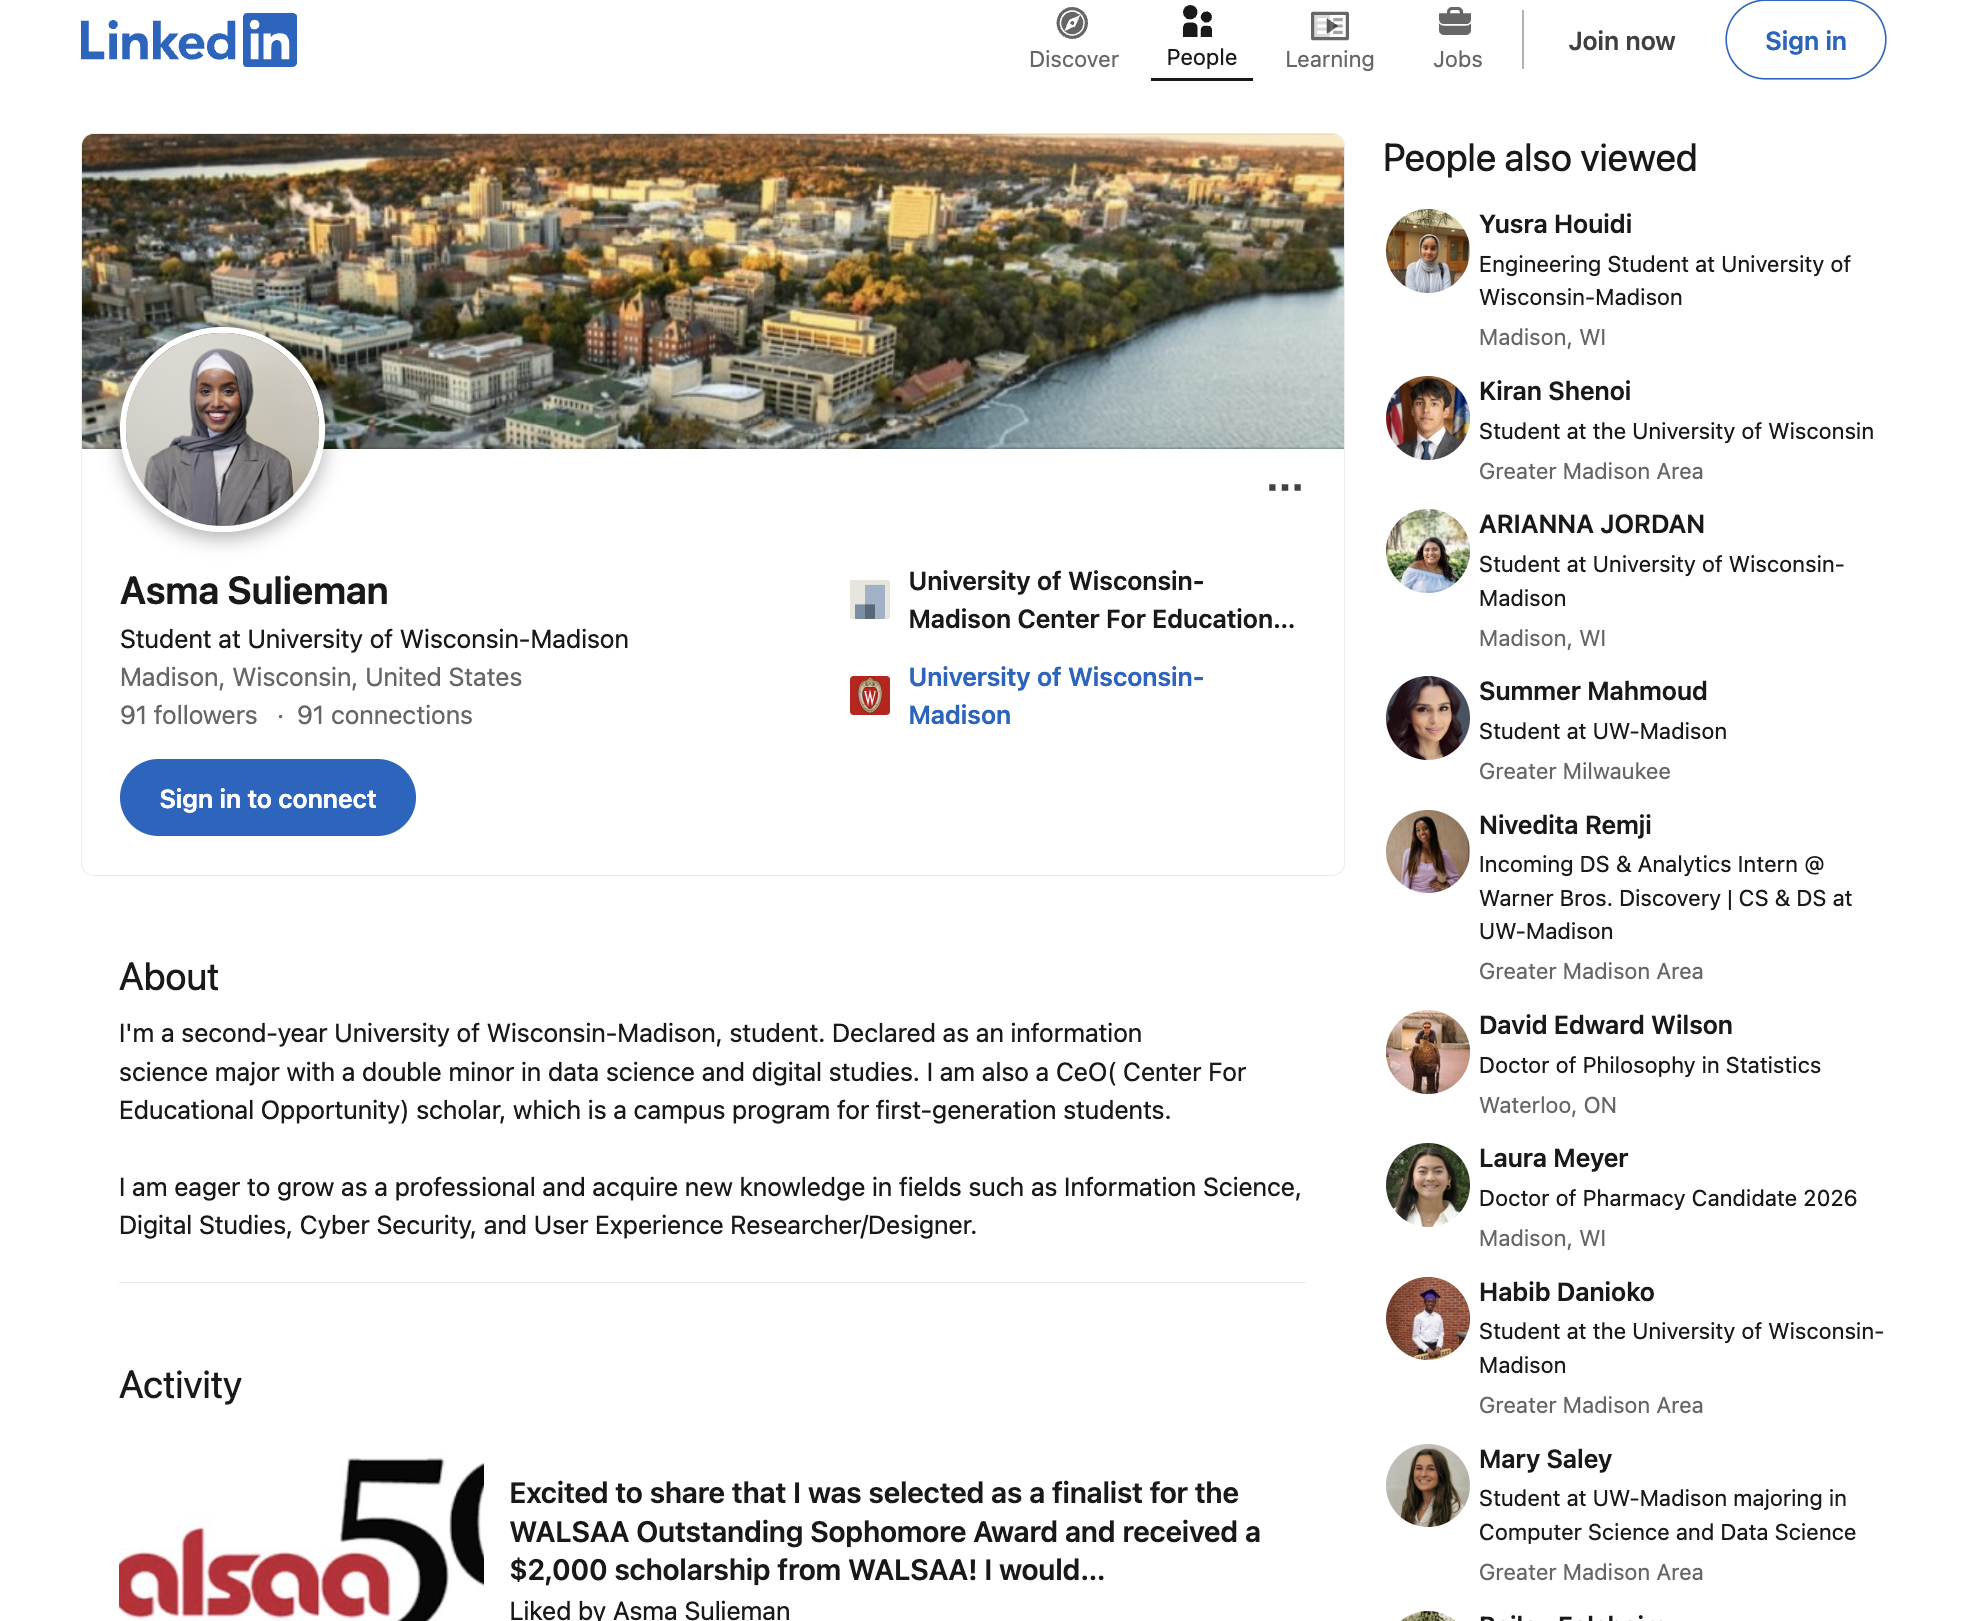 Linked in
Discover
People
Learning
Jobs
Join now
Sign in
Asma Sulieman
Student at University of Wisconsin-Madison
Madison, Wisconsin, United States
91 followers · 91 connections
Sign in to connect
University of Wisconsin-
Madison Center For Education...
W
University of Wisconsin-
Madison
About
I'm a second-year University of Wisconsin-Madison, student. Declared as an information
science major with a double minor in data science and digital studies. I am also a CeO( Center For
Educational Opportunity) scholar, which is a campus program for first-generation students.
I am eager to grow as a professional and acquire new knowledge in fields such as Information Science,
Digital Studies, Cyber Security, and User Experience Researcher/Designer.
Activity
alsaa
5
Excited to share that I was selected as a finalist for the
WALSAA Outstanding Sophomore Award and received a
$2,000 scholarship from WALSAA! I would...
Liked by Asma Sulieman
People also viewed
Yusra Houidi
Engineering Student at University of
Wisconsin-Madison
Madison, WI
Kiran Shenoi
Student at the University of Wisconsin
Greater Madison Area
ARIANNA JORDAN
Student at University of Wisconsin-
Madison
Madison, WI
Summer Mahmoud
Student at UW-Madison
Greater Milwaukee
Nivedita Remji
Incoming DS & Analytics Intern @
Warner Bros. Discovery | CS & DS at
UW-Madison
Greater Madison Area
David Edward Wilson
Doctor of Philosophy in Statistics
Waterloo, ON
Laura Meyer
Doctor of Pharmacy Candidate 2026
Madison, WI
Habib Danioko
Student at the University of Wisconsin-
Madison
Greater Madison Area
Mary Saley
Student at UW-Madison majoring in
Computer Science and Data Science
Greater Madison Area